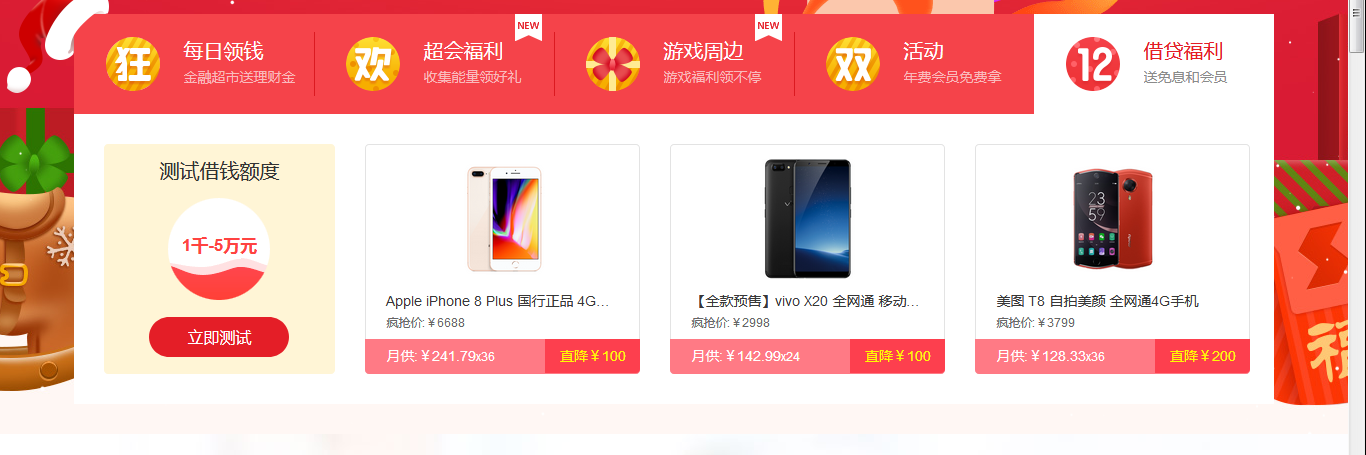 NEW
NEW
狂
每日领钱
金融超市送理财金
欢
超会福利
收集能量领好礼
游戏周边
游戏福利领不停
双
活动
年费会员免费拿
12
借贷福利
送免息和会员
测试借钱额度
1千-5万元
立即测试
Apple iPhone 8 Plus 国行正品 4G...
疯抢价:￥6688
月供:￥241.79x36
直降￥100
【全款预售】vivo X20 全网通 移动...
疯抢价:￥2998
月供:￥142.99x24
直降￥100
23
59
美图 T8 自拍美颜 全网通4G手机
疯抢价:￥3799
月供:￥128.33x36
直降￥200
福